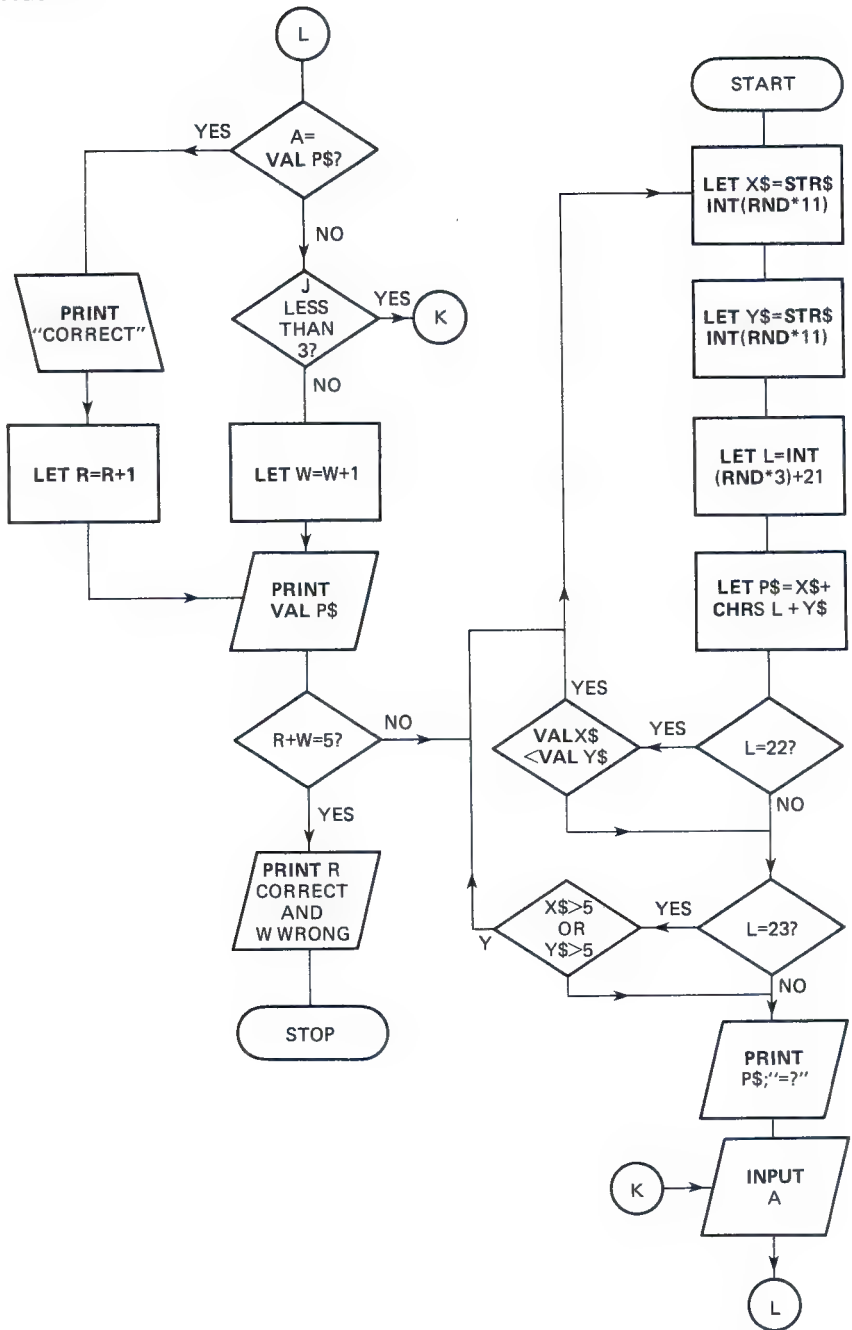 L
A=
VAL P$?
YES
NO
PRINT
"CORRECT"
J
LESS
THAN
3?
YES
K
NO
LET R=R+1
LET W=W+1
PRINT
VAL P$
R+W=5?
NO
YES
PRINT R
CORRECT
AND
W WRONG
STOP
START
LET X$=STR$
INT(RND*11)
LET Y$=STR$
INT(RND*11)
LET L=INT
(RND*3)+21
LET P$=X$+
CHRS L + Y$
L=22?
YES
NO
VALX$
<VAL Y$
YES
L=23?
YES
NO
X$>5
OR
Y$>5
Y
PRINT
P$;"=?"
K
INPUT
A
L